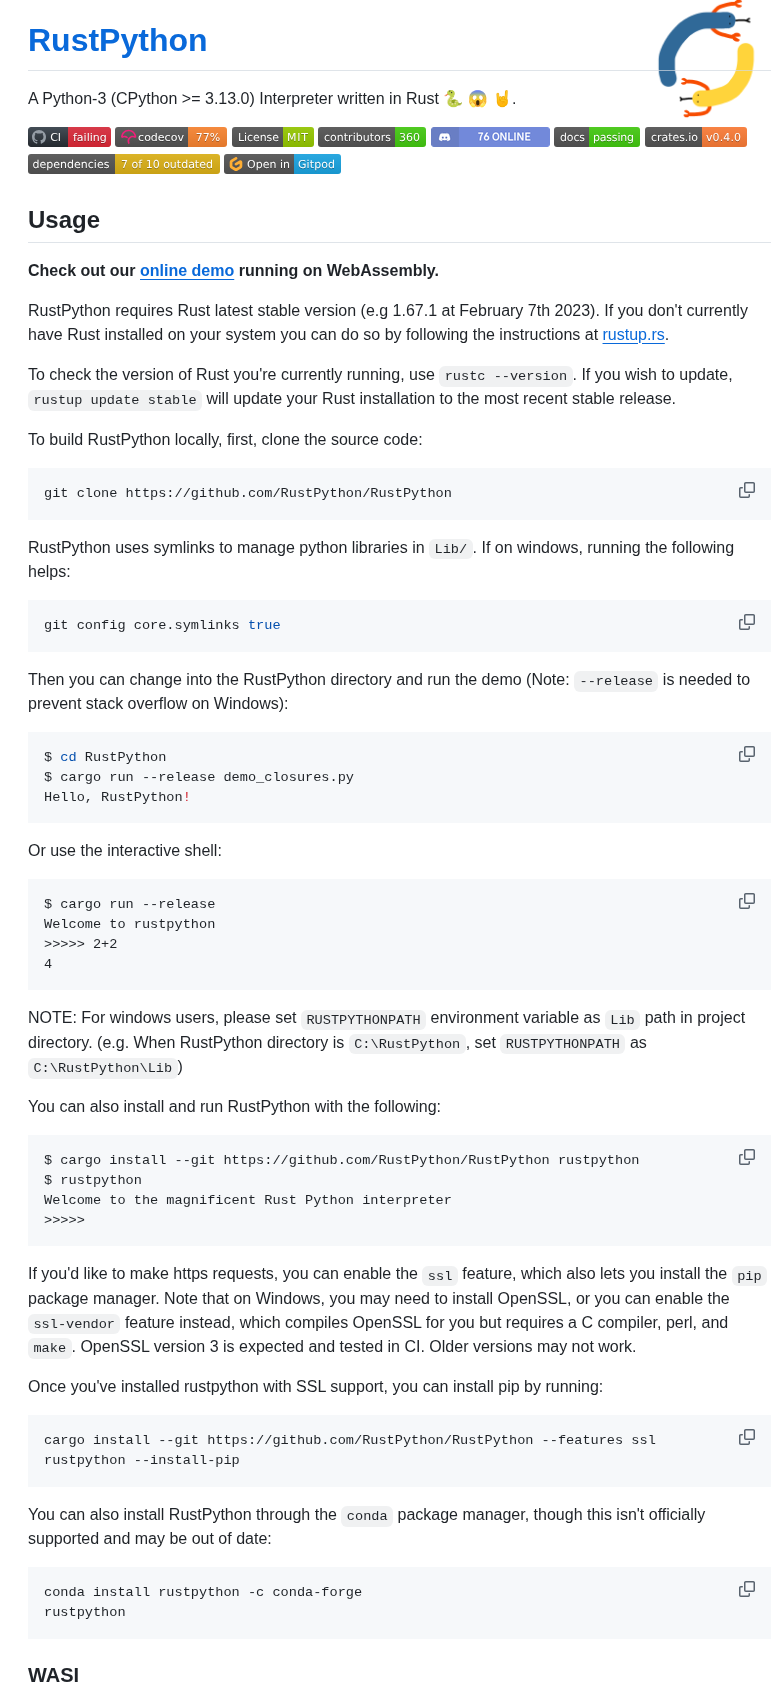 RustPython
A Python-3 (CPython >= 3.13.0) Interpreter written in Rust 🐍 😱 🤘.
CI failing codecov 77% License MIT contributors 360 76 ONLINE docs passing crates.io v0.4.0
dependencies 7 of 10 outdated Open in Gitpod
Usage
Check out our online demo running on WebAssembly.
RustPython requires Rust latest stable version (e.g 1.67.1 at February 7th 2023). If you don't currently
have Rust installed on your system you can do so by following the instructions at rustup.rs.
To check the version of Rust you're currently running, use rustc --version. If you wish to update,
rustup update stable will update your Rust installation to the most recent stable release.
To build RustPython locally, first, clone the source code:
git clone https://github.com/RustPython/RustPython
RustPython uses symlinks to manage python libraries in Lib/. If on windows, running the following
helps:
git config core.symlinks true
Then you can change into the RustPython directory and run the demo (Note: --release is needed to
prevent stack overflow on Windows):
$ cd RustPython
$ cargo run --release demo_closures.py
Hello, RustPython!
Or use the interactive shell:
$ cargo run --release
Welcome to rustpython
>>>>> 2+2
4
NOTE: For windows users, please set RUSTPYTHONPATH environment variable as Lib path in project
directory. (e.g. When RustPython directory is C:\RustPython, set RUSTPYTHONPATH as
C:\RustPython\Lib)
You can also install and run RustPython with the following:
$ cargo install --git https://github.com/RustPython/RustPython rustpython
$ rustpython
Welcome to the magnificent Rust Python interpreter
>>>>>
If you'd like to make https requests, you can enable the ssl feature, which also lets you install the pip
package manager. Note that on Windows, you may need to install OpenSSL, or you can enable the
ssl-vendor feature instead, which compiles OpenSSL for you but requires a C compiler, perl, and
make. OpenSSL version 3 is expected and tested in CI. Older versions may not work.
Once you've installed rustpython with SSL support, you can install pip by running:
cargo install --git https://github.com/RustPython/RustPython --features ssl
rustpython --install-pip
You can also install RustPython through the conda package manager, though this isn't officially
supported and may be out of date:
conda install rustpython -c conda-forge
rustpython
WASI